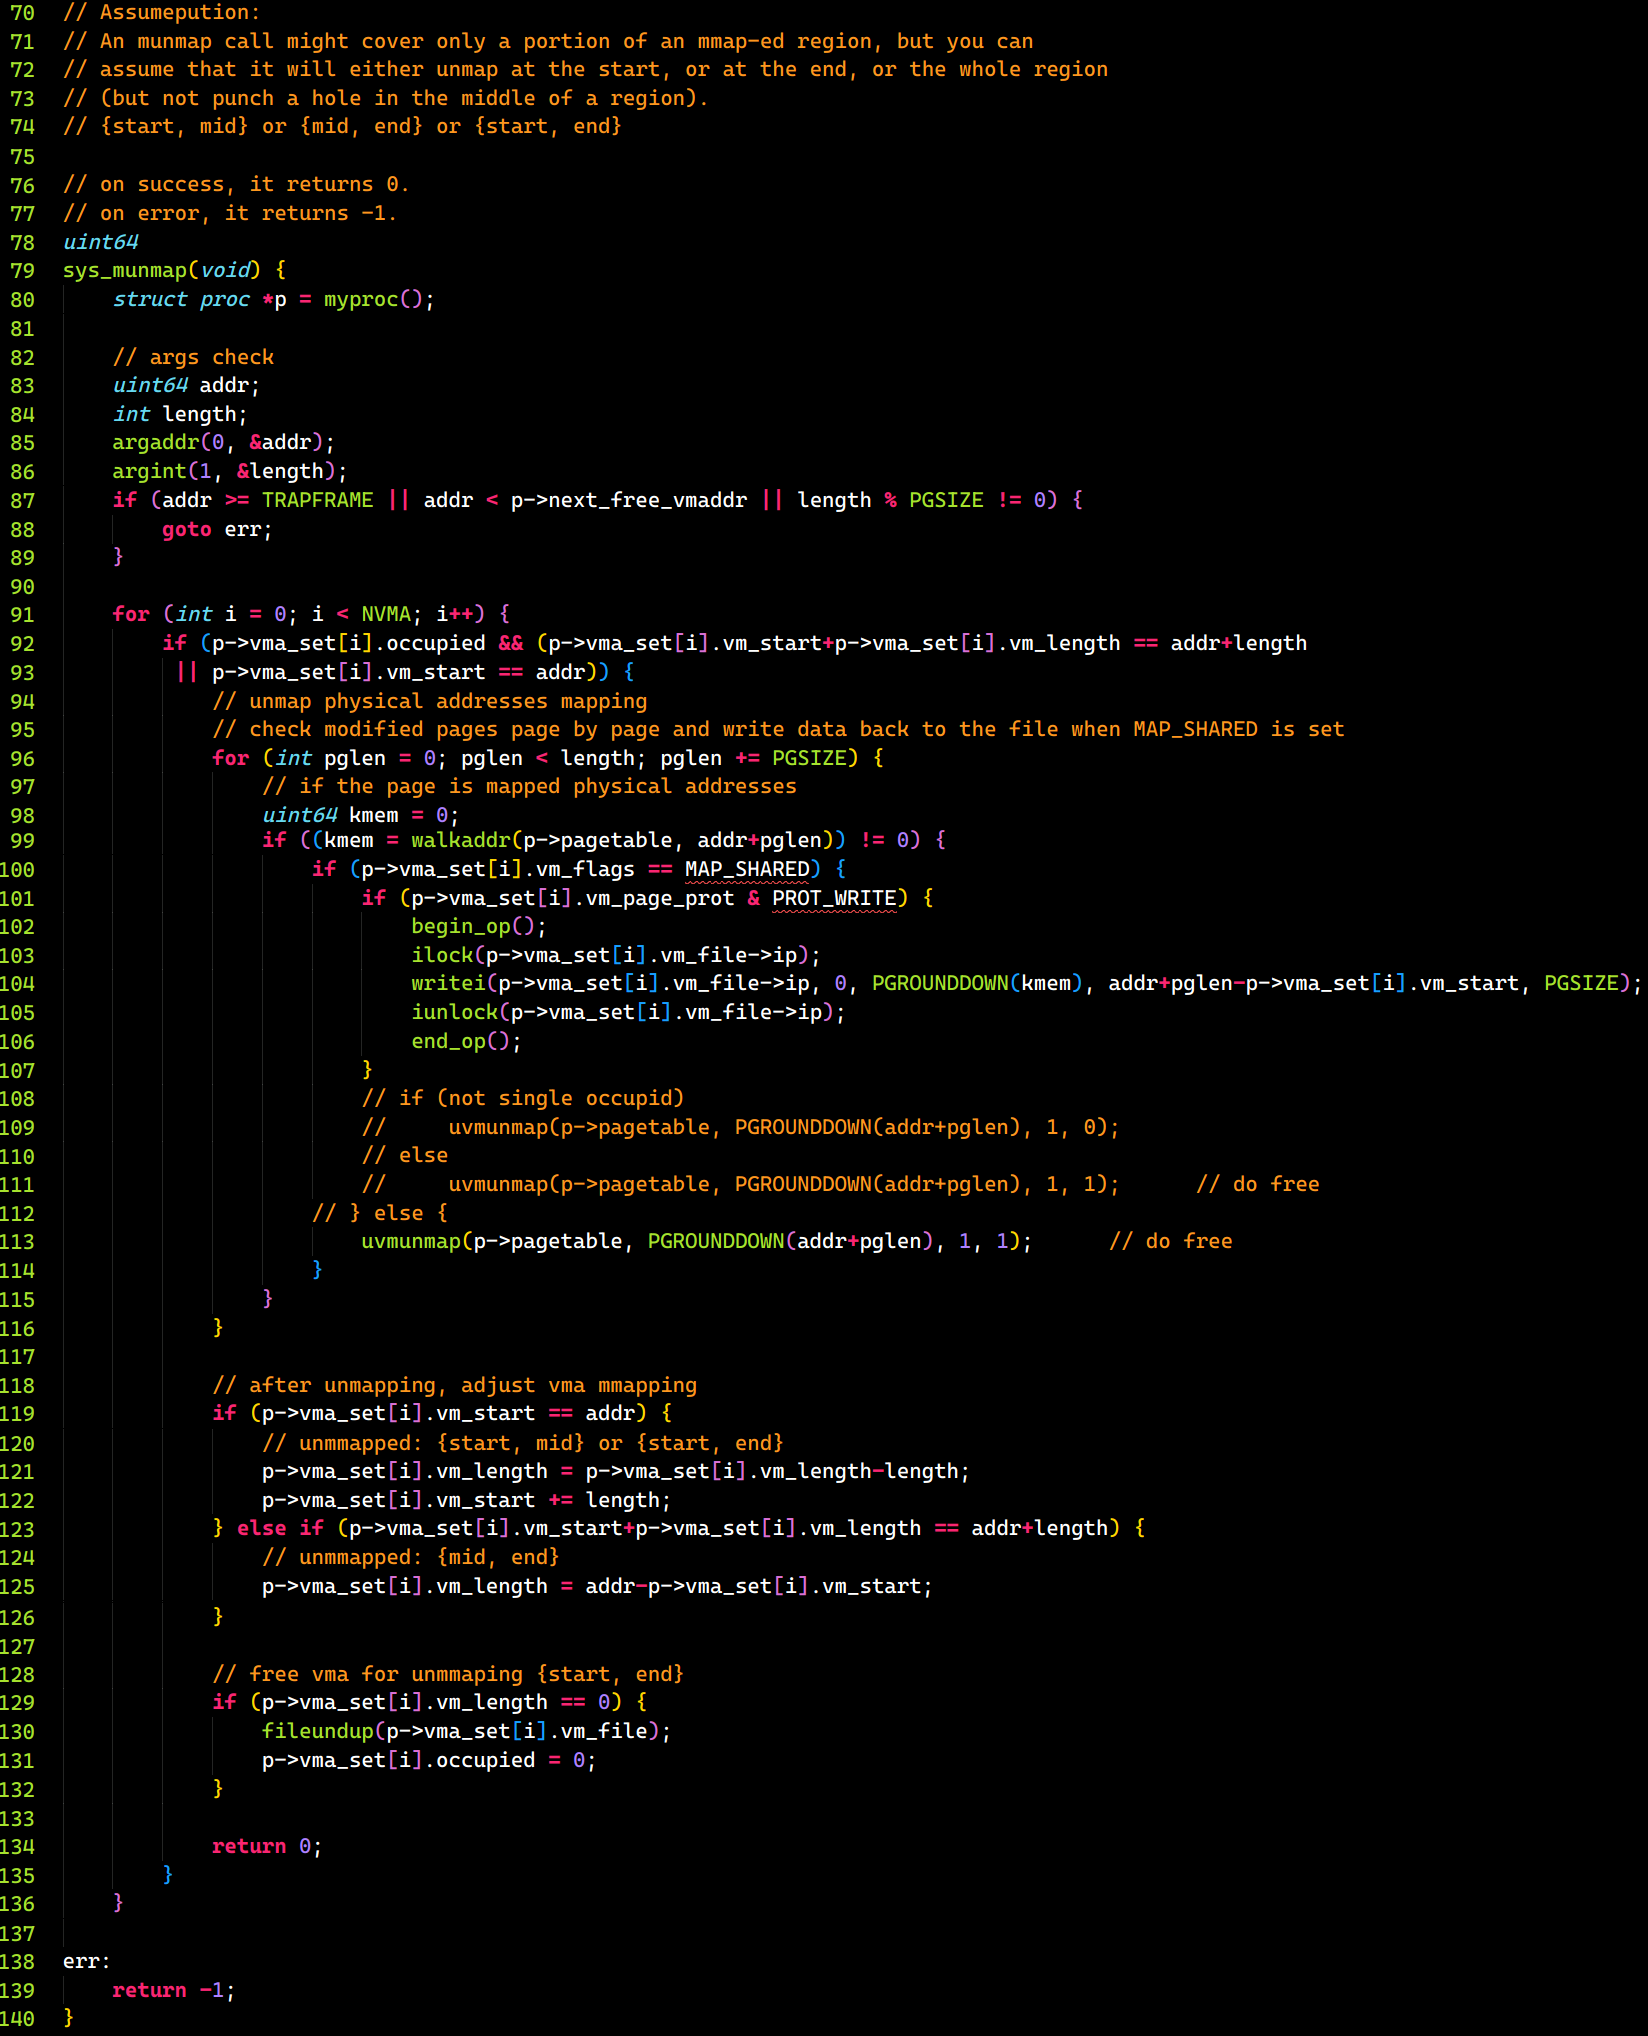 70 // Assumepution:
71 // An munmap call might cover only a portion of an mmap-ed region, but you can
72 // assume that it will either unmap at the start, or at the end, or the whole region
73 // (but not punch a hole in the middle of a region).
74 // {start, mid} or {mid, end} or {start, end}
75
76 // on success, it returns 0.
77 // on error, it returns -1.
78 uint64
79 sys_munmap(void) {
80     struct proc *p = myproc();
81
82     // args check
83     uint64 addr;
84     int length;
85     argaddr(0, &addr);
86     argint(1, &length);
87     if (addr >= TRAPFRAME || addr < p->next_free_vmaddr || length % PGSIZE != 0) {
88         goto err;
89     }
90
91     for (int i = 0; i < NVMA; i++) {
92         if (p->vma_set[i].occupied && (p->vma_set[i].vm_start+p->vma_set[i].vm_length == addr+length
93          || p->vma_set[i].vm_start == addr)) {
94             // unmap physical addresses mapping
95             // check modified pages page by page and write data back to the file when MAP_SHARED is set
96             for (int pglen = 0; pglen < length; pglen += PGSIZE) {
97                 // if the page is mapped physical addresses
98                 uint64 kmem = 0;
99                 if ((kmem = walkaddr(p->pagetable, addr+pglen)) != 0) {
100                     if (p->vma_set[i].vm_flags == MAP_SHARED) {
101                         if (p->vma_set[i].vm_page_prot & PROT_WRITE) {
102                             begin_op();
103                             ilock(p->vma_set[i].vm_file->ip);
104                             writei(p->vma_set[i].vm_file->ip, 0, PGROUNDDOWN(kmem), addr+pglen-p->vma_set[i].vm_start, PGSIZE);
105                             iunlock(p->vma_set[i].vm_file->ip);
106                             end_op();
107                         }
108                         // if (not single occupid)
109                         //     uvmunmap(p->pagetable, PGROUNDDOWN(addr+pglen), 1, 0);
110                         // else
111                         //     uvmunmap(p->pagetable, PGROUNDDOWN(addr+pglen), 1, 1);      // do free
112                     // } else {
113                         uvmunmap(p->pagetable, PGROUNDDOWN(addr+pglen), 1, 1);      // do free
114                     }
115                 }
116             }
117
118             // after unmapping, adjust vma mmapping
119             if (p->vma_set[i].vm_start == addr) {
120                 // unmmapped: {start, mid} or {start, end}
121                 p->vma_set[i].vm_length = p->vma_set[i].vm_length-length;
122                 p->vma_set[i].vm_start += length;
123             } else if (p->vma_set[i].vm_start+p->vma_set[i].vm_length == addr+length) {
124                 // unmmapped: {mid, end}
125                 p->vma_set[i].vm_length = addr-p->vma_set[i].vm_start;
126             }
127
128             // free vma for unmmaping {start, end}
129             if (p->vma_set[i].vm_length == 0) {
130                 fileundup(p->vma_set[i].vm_file);
131                 p->vma_set[i].occupied = 0;
132             }
133
134             return 0;
135         }
136     }
137
138 err:
139     return -1;
140 }